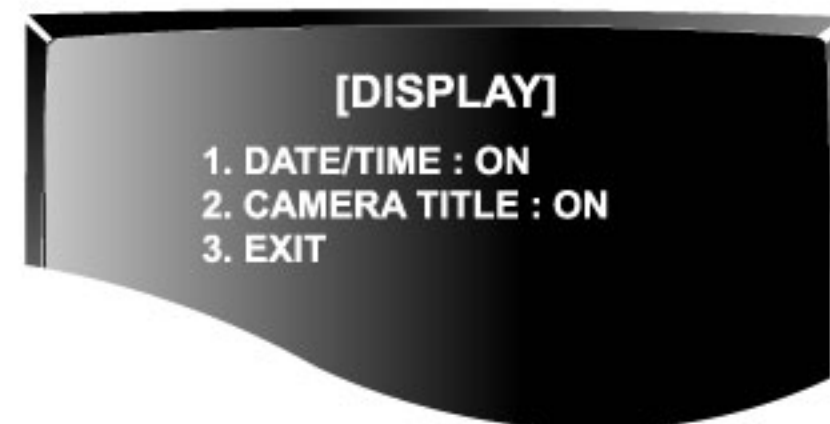 [DISPLAY]
1. DATE/TIME : ON
2. CAMERA TITLE : ON
3. EXIT